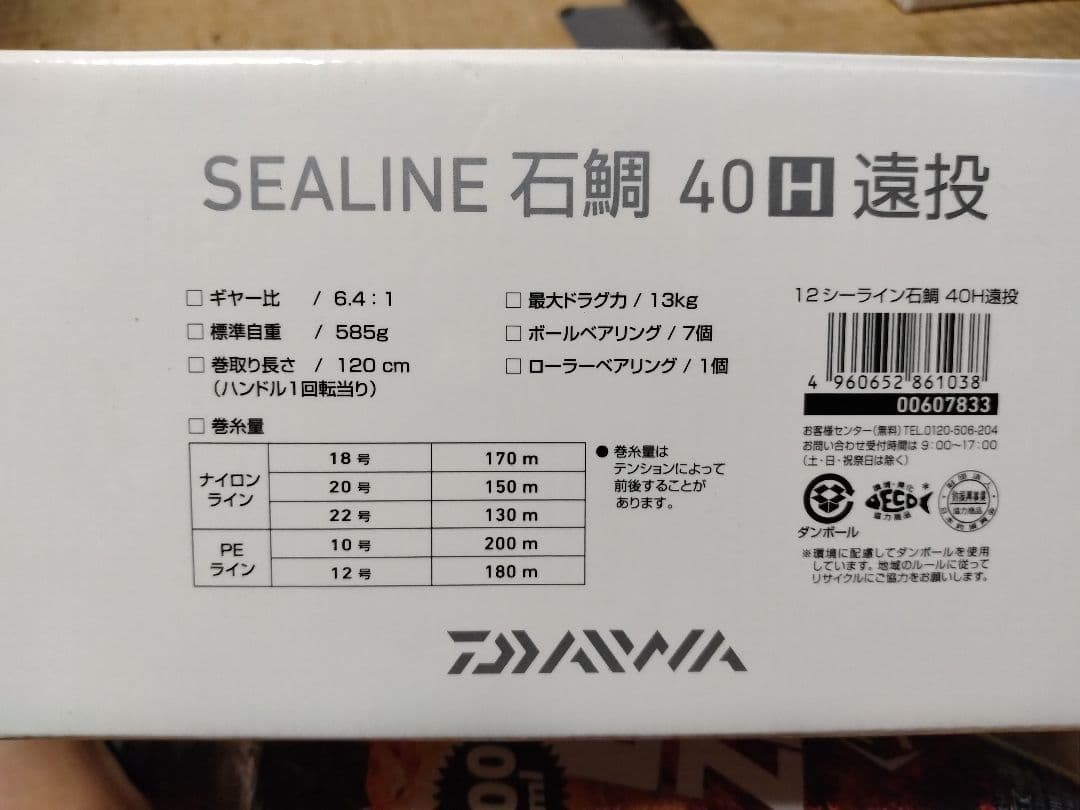 SEALINE 石鯛 40H 遠投
□ ギヤー比 / 6.4：1
□ 標準自重 / 585g
□ 巻取り長さ / 120 cm
（ハンドル1回転当り）
□ 最大ドラグ力 / 13kg
□ ボールベアリング / 7個
□ ローラーベアリング / 1個
□ 巻糸量
ナイロン
ライン
18 号 170 m
20 号 150 m
22 号 130 m
PE
ライン
10 号 200 m
12 号 180 m
● 巻糸量は
テンションによって
前後することが
あります。
12シーライン石鯛 40H遠投
4 960652 861038
00607833
お客様センター(無料)TEL.0120-506-204
お問い合わせ受付時間は 9：00〜17：00
(土・日・祝祭日は除く)
ECO
協力商品
ダンボール
※環境に配慮してダンボールを使用
しています。地域のルールに従って
リサイクルにご協力をお願いします。
DAIWA